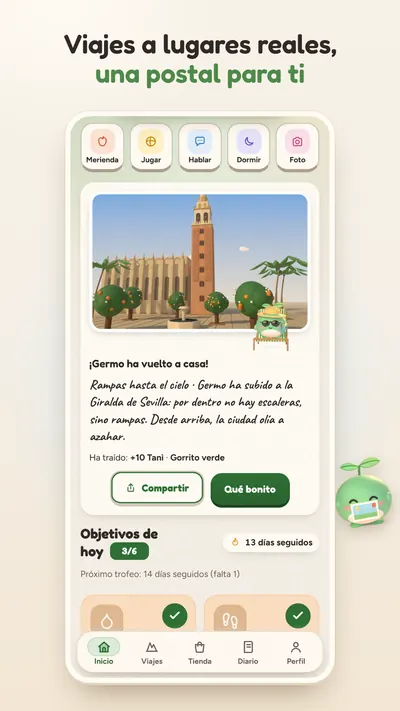 Viajes a lugares reales,
una postal para ti
Merienda
Jugar
Hablar
Dormir
Foto
¡Germo ha vuelto a casa!
Rampas hasta el cielo · Germo ha subido a la
Giralda de Sevilla: por dentro no hay escaleras,
sino rampas. Desde arriba, la ciudad olía a
azahar.
Ha traído: +10 Tani · Gorrito verde
Compartir
Qué bonito
Objetivos de
hoy 3/6
13 días seguidos
Próximo trofeo: 14 días seguidos (falta 1)
Inicio
Viajes
Tienda
Diario
Perfil